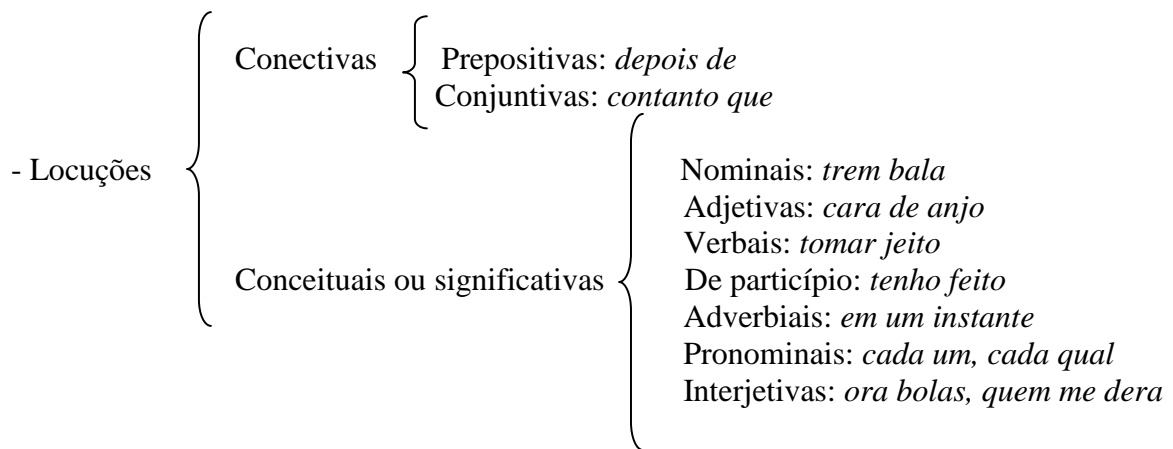 Conectivas
Prepositivas: depois de
Conjuntivas: contanto que
- Locuções
Conceituais ou significativas
Nominais: trem bala
Adjetivas: cara de anjo
Verbais: tomar jeito
De particípio: tenho feito
Adverbiais: em um instante
Pronominais: cada um, cada qual
Interjetivas: ora bolas, quem me dera